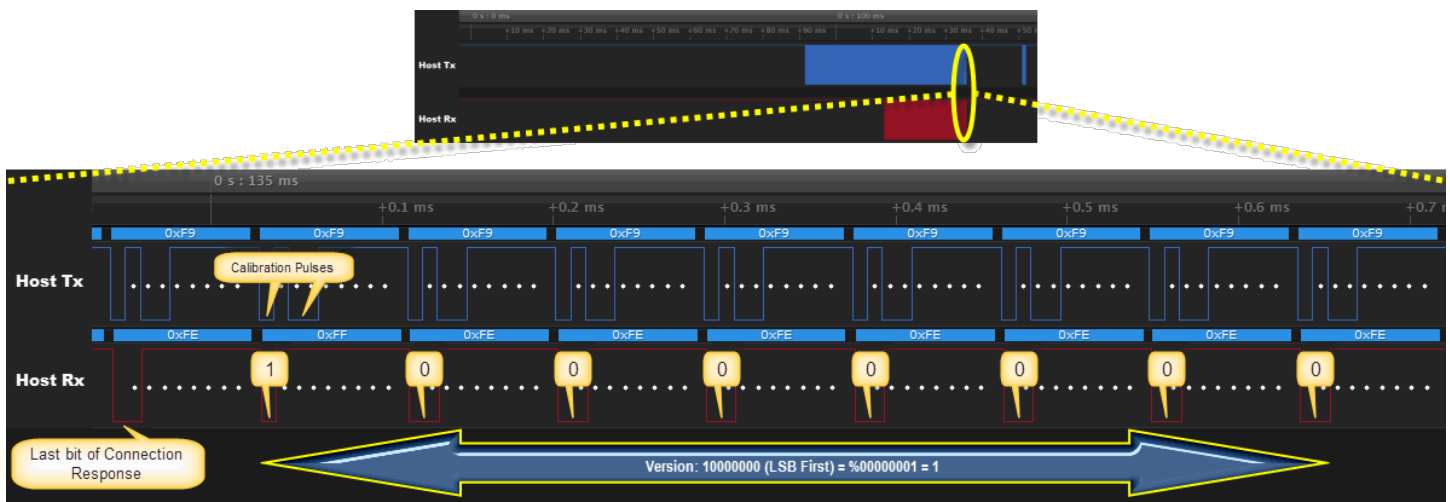 0 s : 0 ms 0 s : 100 ms
+10 ms +20 ms +30 ms +40 ms +50 ms +60 ms +70 ms +80 ms +90 ms +10 ms +20 ms +30 ms +40 ms
Host Tx
Host Rx
0 s : 135 ms
+0.1 ms +0.2 ms +0.3 ms +0.4 ms +0.5 ms +0.6 ms +0.7
0xF9 0xF9 0xF9 0xF9 0xF9 0xF9 0xF9 0xF9 0xF9
Calibration Pulses
Host Tx
0xFE 0xFF 0xFE 0xFE 0xFE 0xFE 0xFE 0xFE 0xFE
1 0 0 0 0 0 0 0
Host Rx
Last bit of Connection
Response
Version: 10000000 (LSB First) = %00000001 = 1